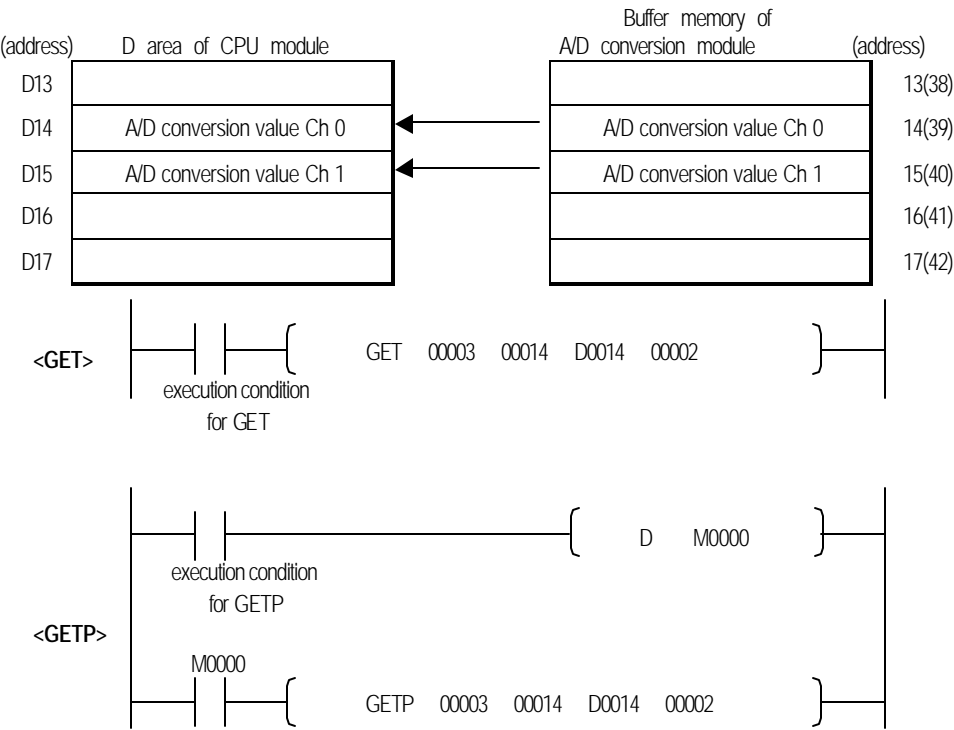 Buffer memory of
(address) D area of CPU module A/D conversion module (address)
D13 13(38)
D14 A/D conversion value Ch 0 A/D conversion value Ch 0 14(39)
D15 A/D conversion value Ch 1 A/D conversion value Ch 1 15(40)
D16 16(41)
D17 17(42)
<GET> GET 00003 00014 D0014 00002
execution condition
for GET
D M0000
execution condition
for GETP
<GETP>
M0000
GETP 00003 00014 D0014 00002